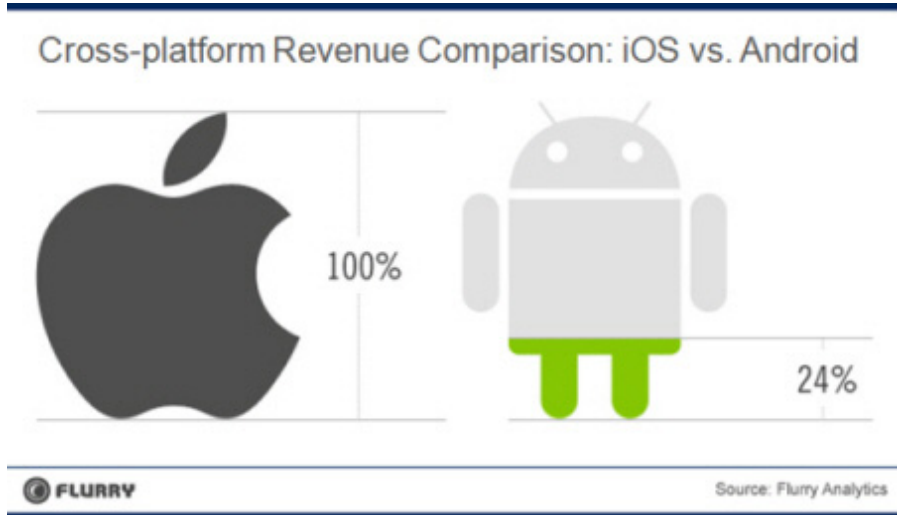 Cross-platform Revenue Comparison: iOS vs. Android
100%
24%
FLURRY
Source: Flurry Analytics